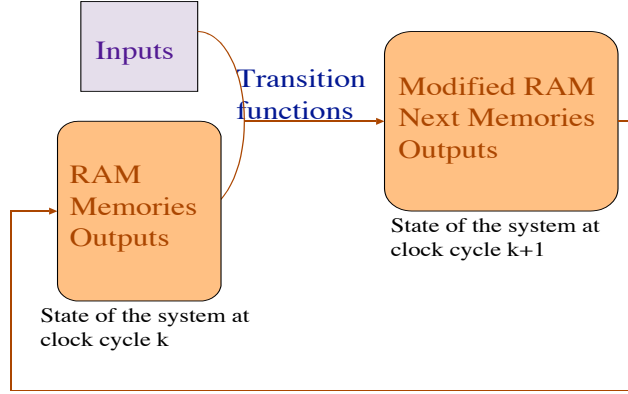 Inputs
Transition
functions
Modified RAM
Next Memories
Outputs
RAM
Memories
Outputs
State of the system at
clock cycle k+1
State of the system at
clock cycle k